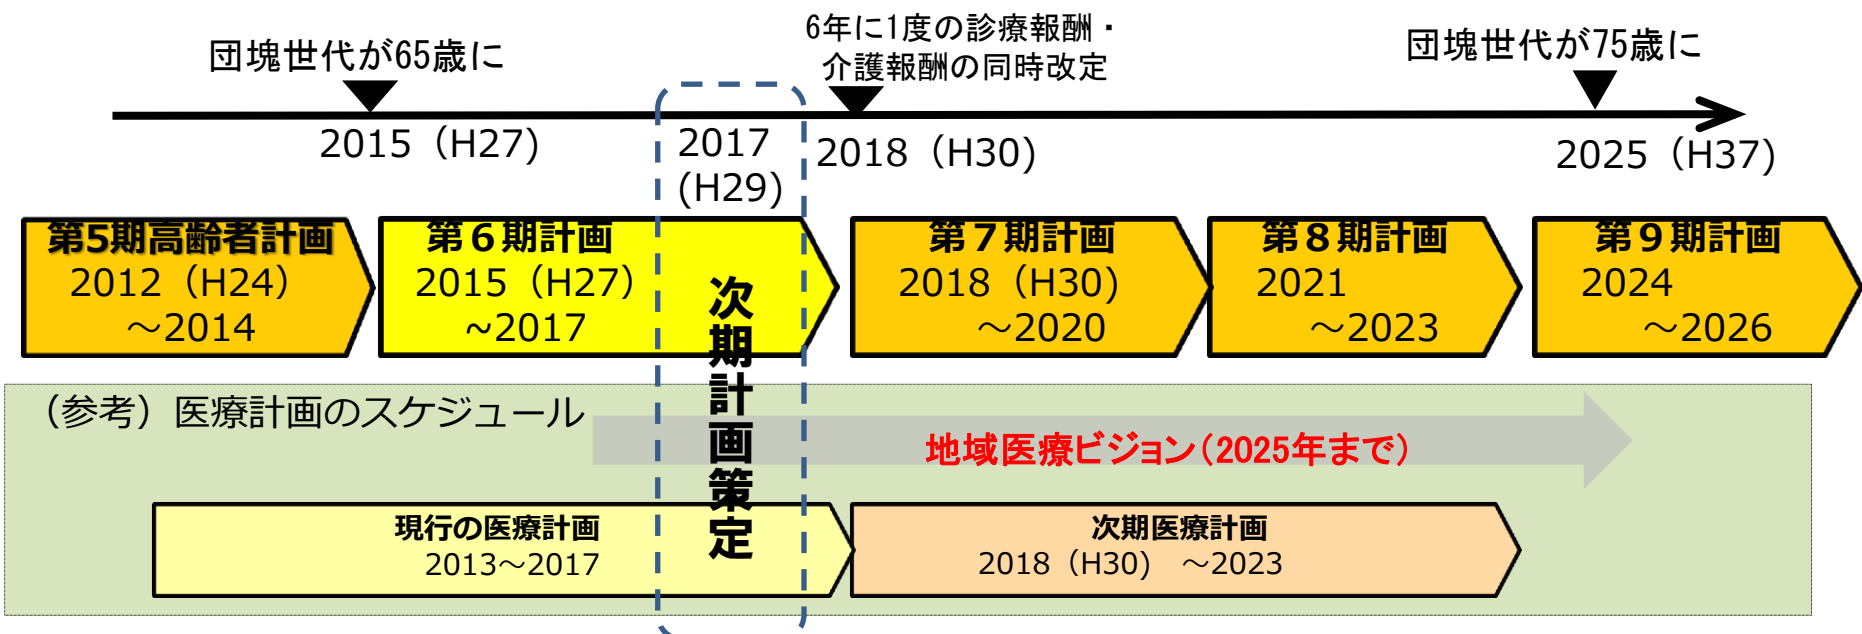 団塊世代が65歳に
6年に1度の診療報酬・
介護報酬の同時改定
団塊世代が75歳に
2015（H27）
2017
(H29)
2018（H30）
2025（H37）
第5期高齢者計画
2012（H24）
～2014
第６期計画
2015（H27）
~2017
第７期計画
2018（H30）
～2020
第８期計画
2021
～2023
第９期計画
2024
～2026
次期計画策定
（参考）医療計画のスケジュール
地域医療ビジョン（2025年まで）
現行の医療計画
2013～2017
次期医療計画
2018（H30）　～2023